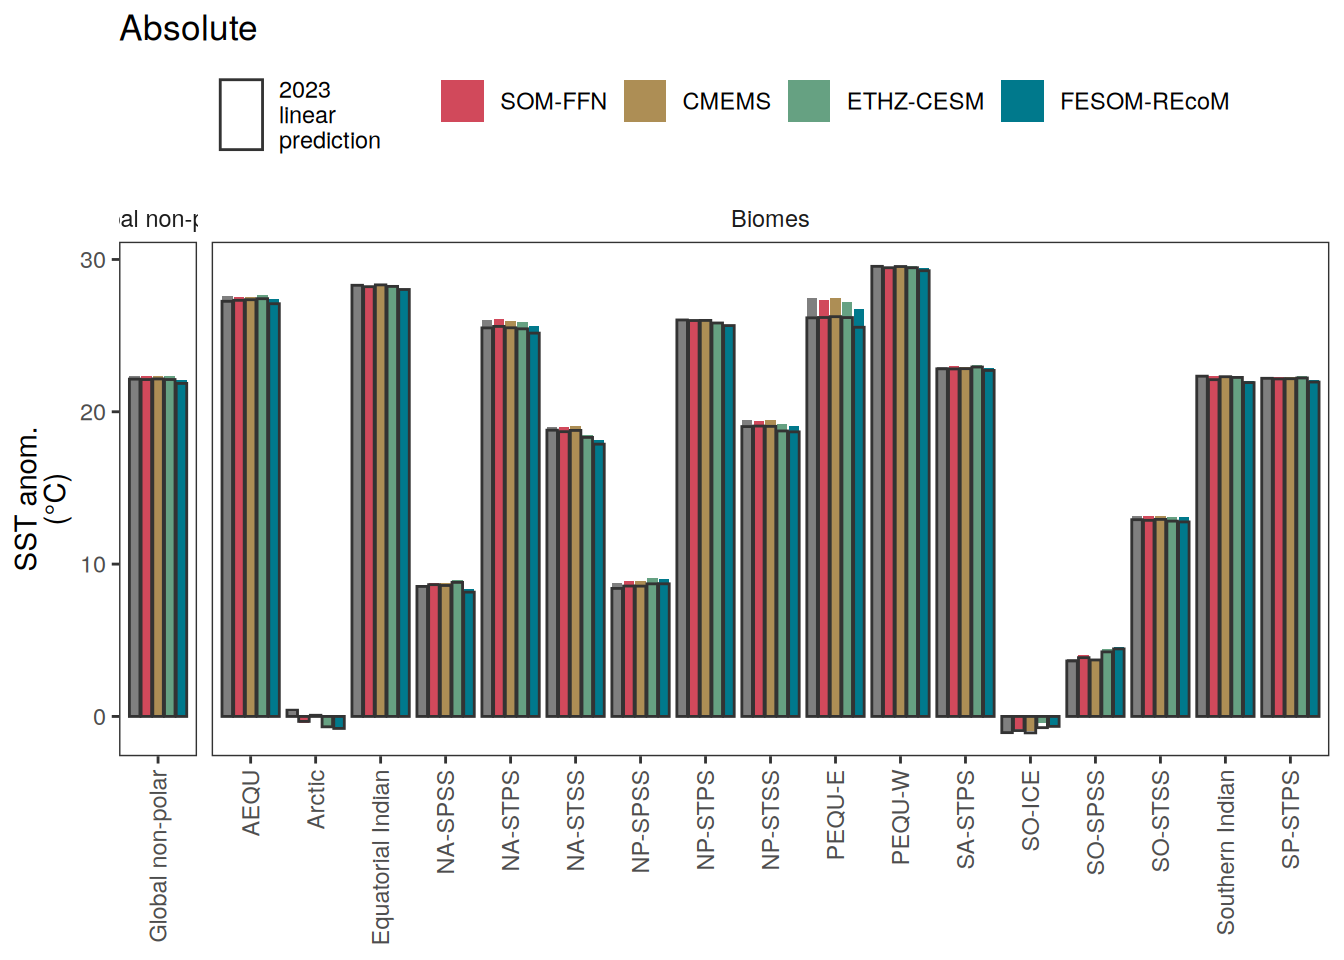 Absolute
2023
linear
prediction
SOM-FFN
CMEMS
ETHZ-CESM
FESOM-REcoM
al non-p
Biomes
SST anom.
(°C)
30
20
10
0
Global non-polar
AEQU
Arctic
Equatorial Indian
NA-SPSS
NA-STPS
NA-STSS
NP-SPSS
NP-STPS
NP-STSS
PEQU-E
PEQU-W
SA-STPS
SO-ICE
SO-SPSS
SO-STSS
Southern Indian
SP-STPS